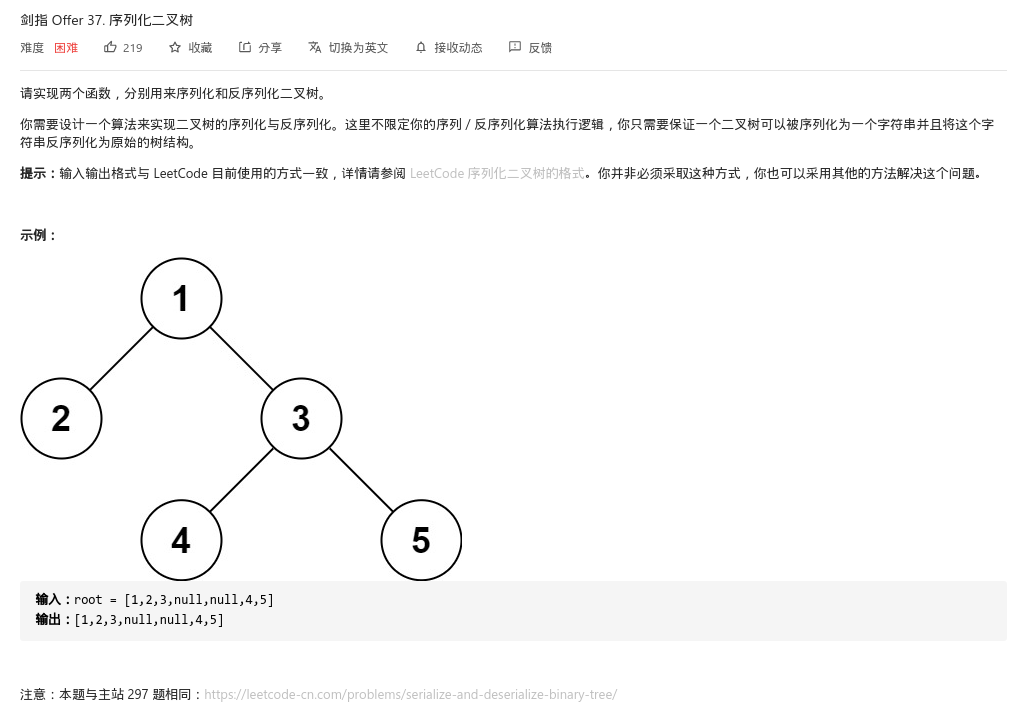 剑指 Offer 37. 序列化二叉树
难度 困难 219 收藏 分享 切换为英文 接收动态 反馈
请实现两个函数，分别用来序列化和反序列化二叉树。
你需要设计一个算法来实现二叉树的序列化与反序列化。这里不限定你的序列 / 反序列化算法执行逻辑，你只需要保证一个二叉树可以被序列化为一个字符串并且将这个字
符串反序列化为原始的树结构。
提示：输入输出格式与 LeetCode 目前使用的方式一致，详情请参阅 LeetCode 序列化二叉树的格式。你并非必须采取这种方式，你也可以采用其他的方法解决这个问题。
示例：
1
2 3
4 5
输入：root = [1,2,3,null,null,4,5]
输出：[1,2,3,null,null,4,5]
注意：本题与主站 297 题相同：https://leetcode-cn.com/problems/serialize-and-deserialize-binary-tree/